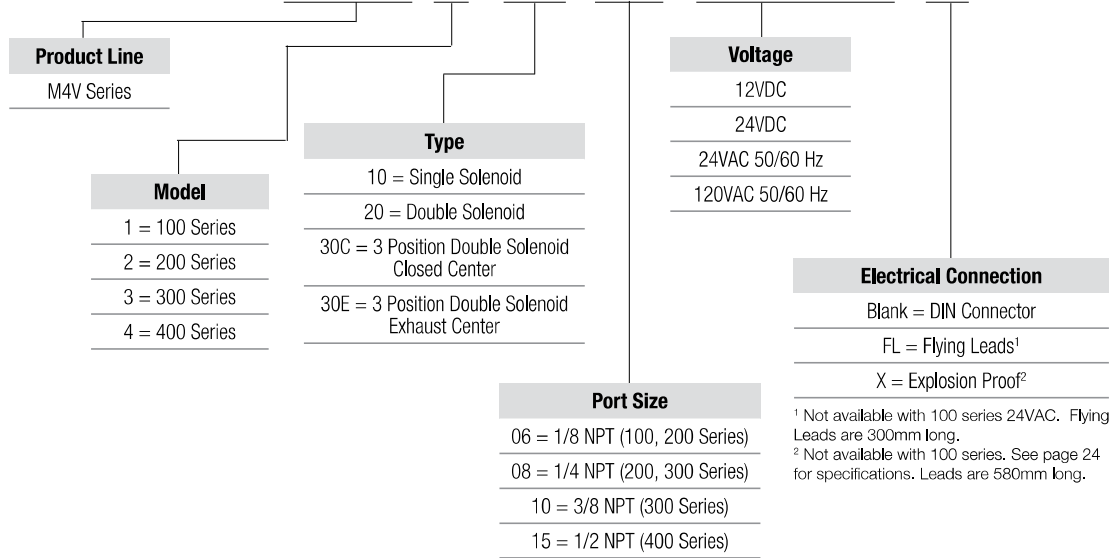 Product Line
M4V Series
Model
1 = 100 Series
2 = 200 Series
3 = 300 Series
4 = 400 Series
Type
10 = Single Solenoid
20 = Double Solenoid
30C = 3 Position Double Solenoid
Closed Center
30E = 3 Position Double Solenoid
Exhaust Center
Port Size
06 = 1/8 NPT (100, 200 Series)
08 = 1/4 NPT (200, 300 Series)
10 = 3/8 NPT (300 Series)
15 = 1/2 NPT (400 Series)
Voltage
12VDC
24VDC
24VAC 50/60 Hz
120VAC 50/60 Hz
Electrical Connection
Blank = DIN Connector
FL = Flying Leads¹
X = Explosion Proof²
¹ Not available with 100 series 24VAC. Flying
Leads are 300mm long.
² Not available with 100 series. See page 24
for specifications. Leads are 580mm long.